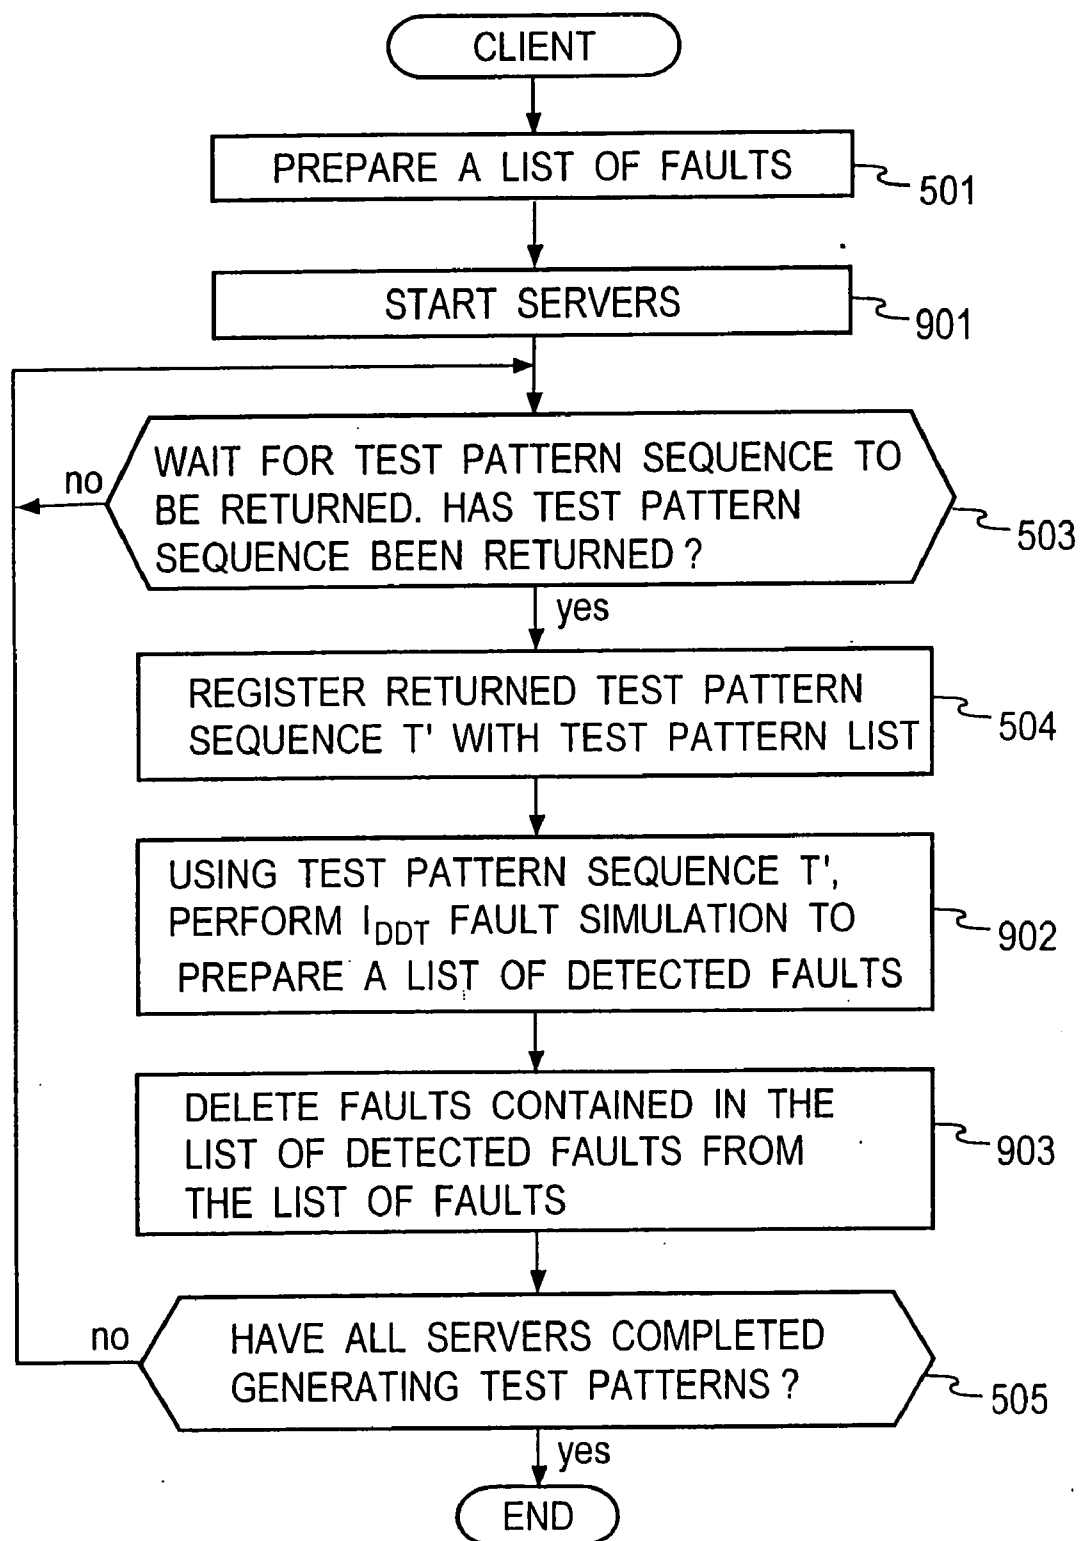 CLIENT
PREPARE A LIST OF FAULTS
501
START SERVERS
901
WAIT FOR TEST PATTERN SEQUENCE TO
BE RETURNED. HAS TEST PATTERN
SEQUENCE BEEN RETURNED?
no
503
yes
REGISTER RETURNED TEST PATTERN
SEQUENCE T' WITH TEST PATTERN LIST
504
USING TEST PATTERN SEQUENCE T',
PERFORM IDDT FAULT SIMULATION TO
PREPARE A LIST OF DETECTED FAULTS
902
DELETE FAULTS CONTAINED IN THE
LIST OF DETECTED FAULTS FROM
THE LIST OF FAULTS
903
no
HAVE ALL SERVERS COMPLETED
GENERATING TEST PATTERNS?
505
yes
END